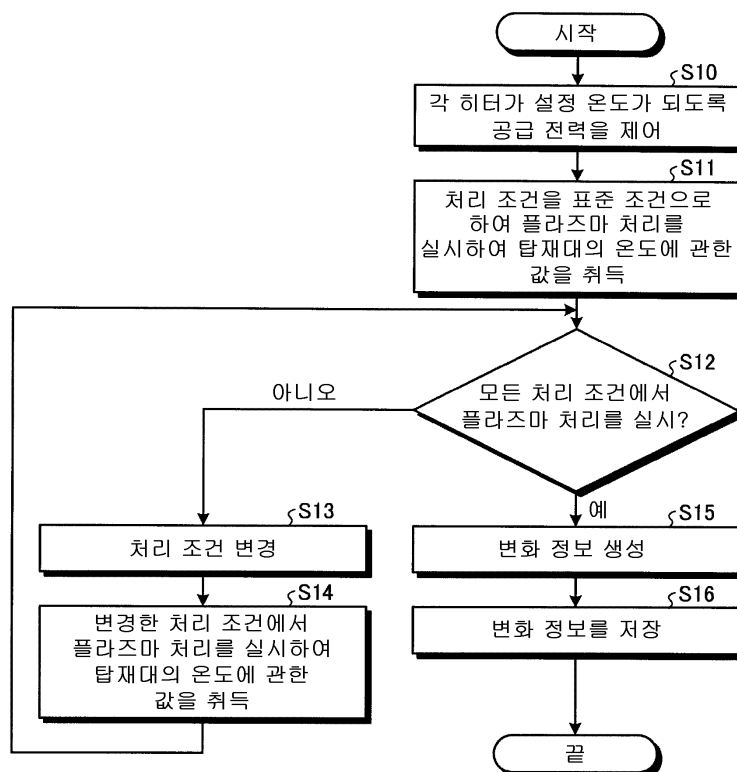 시작
S10
각 히터가 설정 온도가 되도록
공급 전력을 제어
S11
처리 조건을 표준 조건으로
하여 플라즈마 처리를
실시하여 탑재대의 온도에 관한
값을 취득
S12
모든 처리 조건에서
플라즈마 처리를 실시?
아니오
예
S13
처리 조건 변경
S14
변경한 처리 조건에서
플라즈마 처리를 실시하여
탑재대의 온도에 관한
값을 취득
S15
변화 정보 생성
S16
변화 정보를 저장
끝